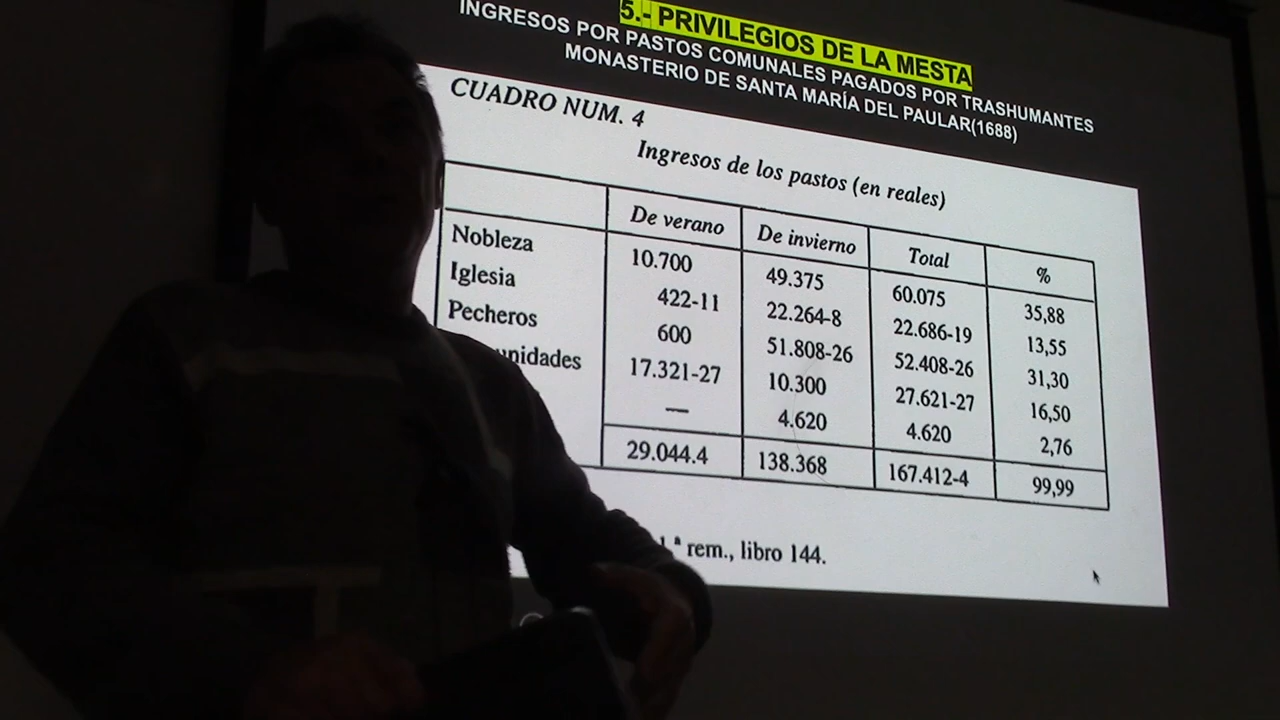 5.- PRIVILEGIOS DE LA MESTA
INGRESOS POR PASTOS COMUNALES PAGADOS POR TRASHUMANTES
MONASTERIO DE SANTA MARÍA DEL PAULAR(1688)
CUADRO NUM. 4
Ingresos de los pastos (en reales)
De verano De invierno Total %
Nobleza 10.700 49.375 60.075 35,88
Iglesia 422-11 22.264-8 22.686-19 13,55
Pecheros 600 51.808-26 52.408-26 31,30
unidades 17.321-27 10.300 27.621-27 16,50
— 4.620 4.620 2,76
29.044.4 138.368 167.412-4 99,99
1.ª rem., libro 144.